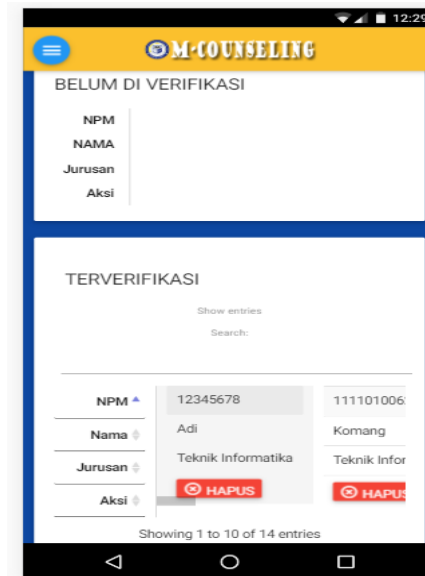 12:29
M-COUNSELING
BELUM DI VERIFIKASI
NPM
NAMA
Jurusan
Aksi
TERVERIFIKASI
Show entries
Search:
NPM 12345678
Nama Adi Komang
Jurusan Teknik Informatika Teknik
Aksi HAPUS
Showing 1 to 10 of 14 entries